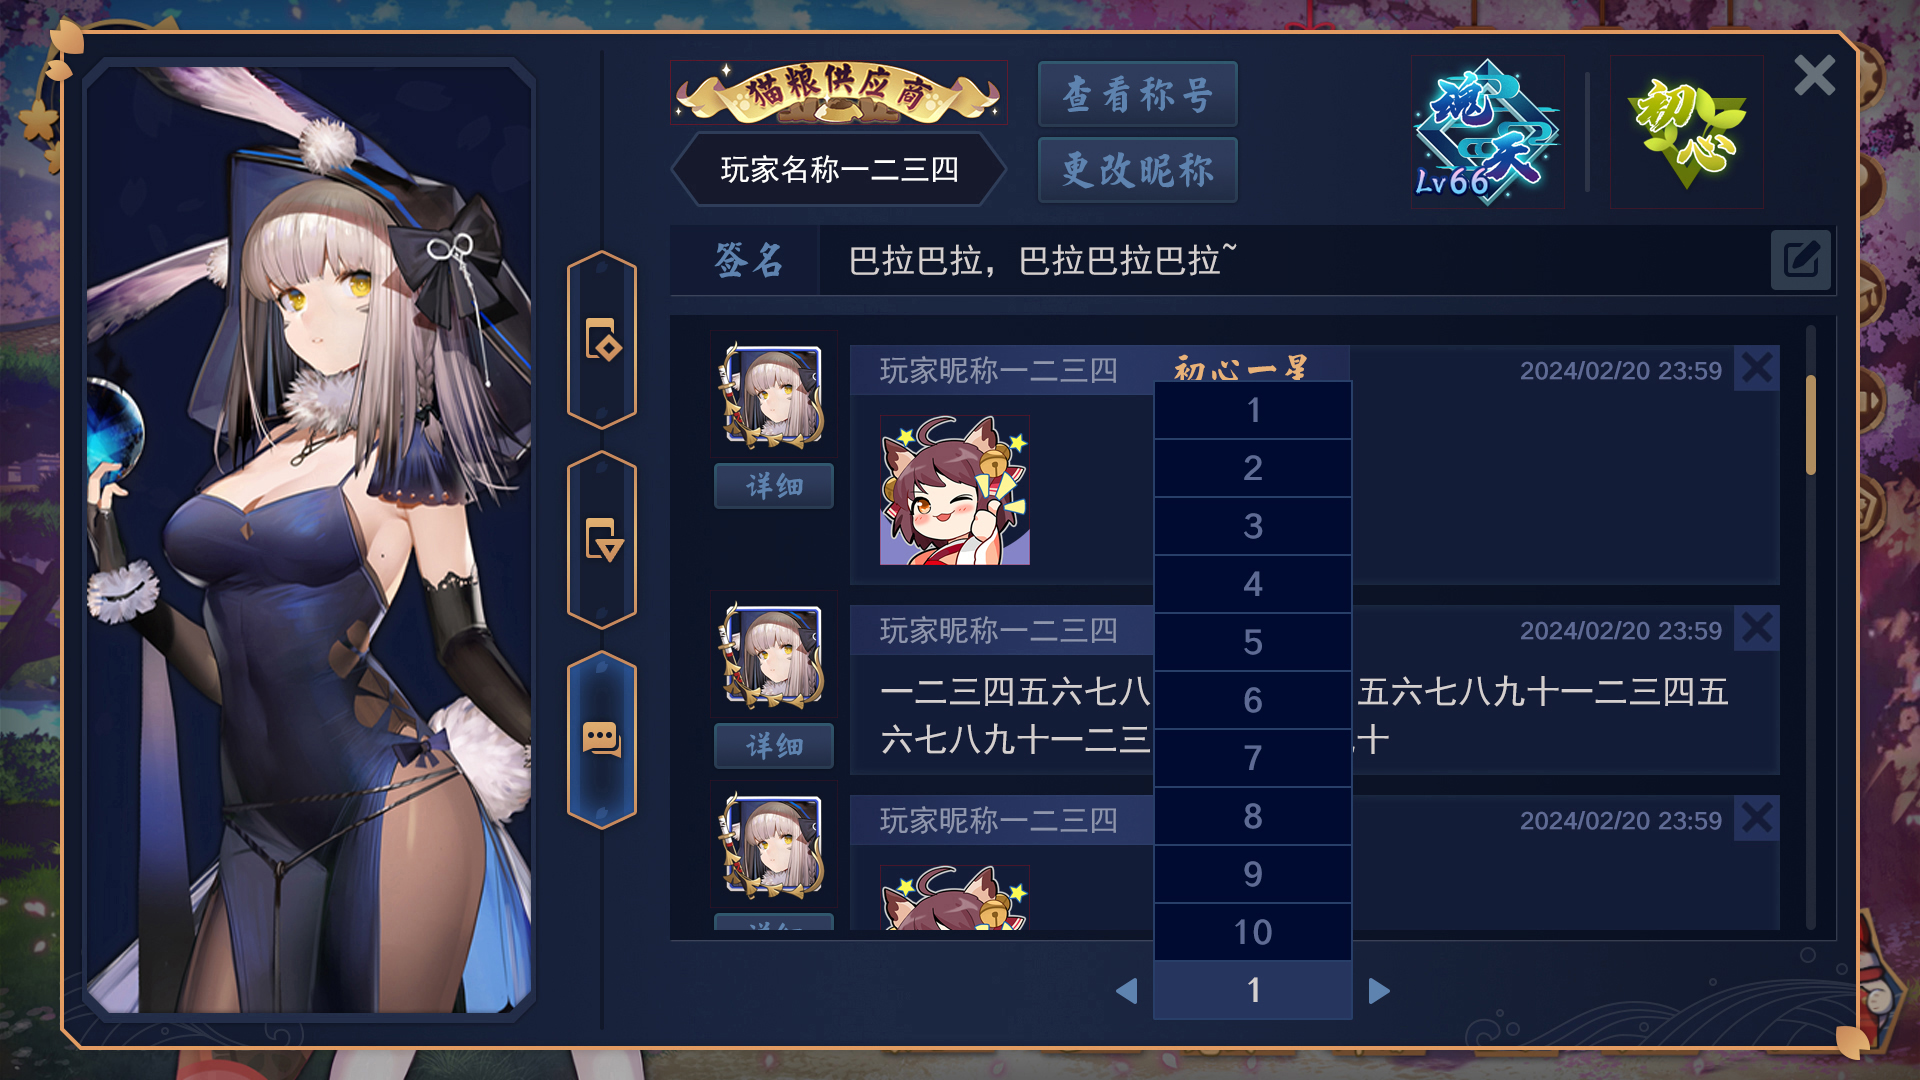 猫粮供应商
查看称号
魂天
Lv66
初心
玩家名称一二三四
更改昵称
签名
巴拉巴拉，巴拉巴拉巴拉~
玩家昵称一二三四
初心一星
2024/02/20 23:59
详细
玩家昵称一二三四
2024/02/20 23:59
一二三四五六七八
五六七八九十一二三四五
六七八九十一二三
十
详细
玩家昵称一二三四
2024/02/20 23:59
详细
1
2
3
4
5
6
7
8
9
10
1